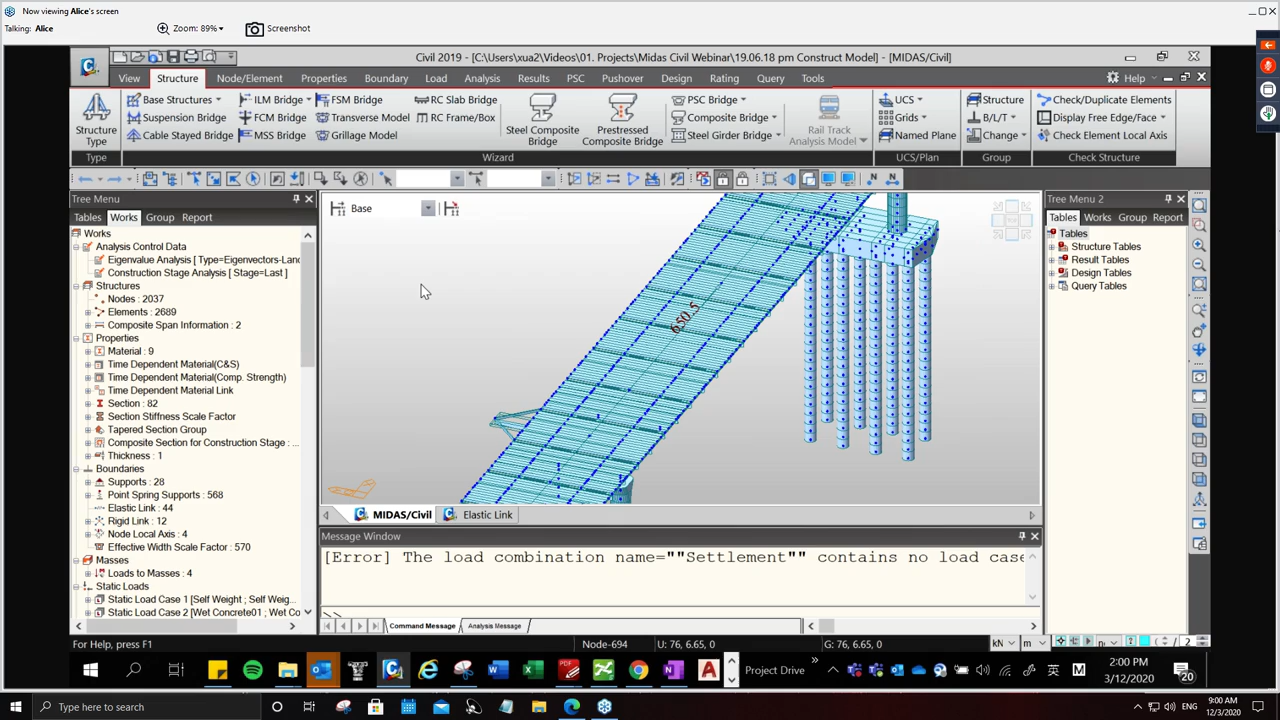 Now viewing Alice's screen
Talking: Alice
Zoom: 89%
Screenshot
Civil 2019 - [C:\Users\xua2\Videos\01. Projects\Midas Civil Webinar\19.06.18 pm Construct Model] - [MIDAS/Civil]
View Structure Node/Element Properties Boundary Load Analysis Results PSC Pushover Design Rating Query Tools Help
Structure Type
Base Structures
Suspension Bridge
Cable Stayed Bridge
ILM Bridge
FCM Bridge
MSS Bridge
FSM Bridge
Transverse Model
Grillage Model
RC Slab Bridge
RC Frame/Box
Steel Composite Bridge
Prestressed Composite Bridge
PSC Bridge
Composite Bridge
Steel Girder Bridge
Rail Track Analysis Model
UCS
Grids
Named Plane
Structure
B/L/T
Change
Check/Duplicate Elements
Display Free Edge/Face
Check Element Local Axis
Type Wizard UCS/Plan Group Check Structure
Tree Menu
Tables Works Group Report
Works
Analysis Control Data
Eigenvalue Analysis [ Type=Eigenvectors-Lan
Construction Stage Analysis [ Stage=Last ]
Structures
Nodes : 2037
Elements : 2689
Composite Span Information : 2
Properties
Material : 9
Time Dependent Material(C&S)
Time Dependent Material(Comp. Strength)
Time Dependent Material Link
Section : 82
Section Stiffness Scale Factor
Tapered Section Group
Composite Section for Construction Stage : ...
Thickness : 1
Boundaries
Supports : 28
Point Spring Supports : 568
Elastic Link : 44
Rigid Link : 12
Node Local Axis : 4
Effective Width Scale Factor : 570
Masses
Loads to Masses : 4
Static Loads
Static Load Case 1 [Self Weight ; Self Weig...
Static Load Case 2 [Wet Concrete01 ; Wet Co
Base
650.5
MIDAS/Civil Elastic Link
Message Window
[Error] The load combination name=""Settlement"" contains no load case
>>
Command Message Analysis Message
Tree Menu 2
Tables Works Group Report
Tables
Structure Tables
Result Tables
Design Tables
Query Tables
For Help, press F1
Node-694
U: 76, 6.65, 0
G: 76, 6.65, 0
kN
m
2
Project Drive
英
M
2:00 PM
3/12/2020
20
Type here to search
9:00 AM
12/3/2020